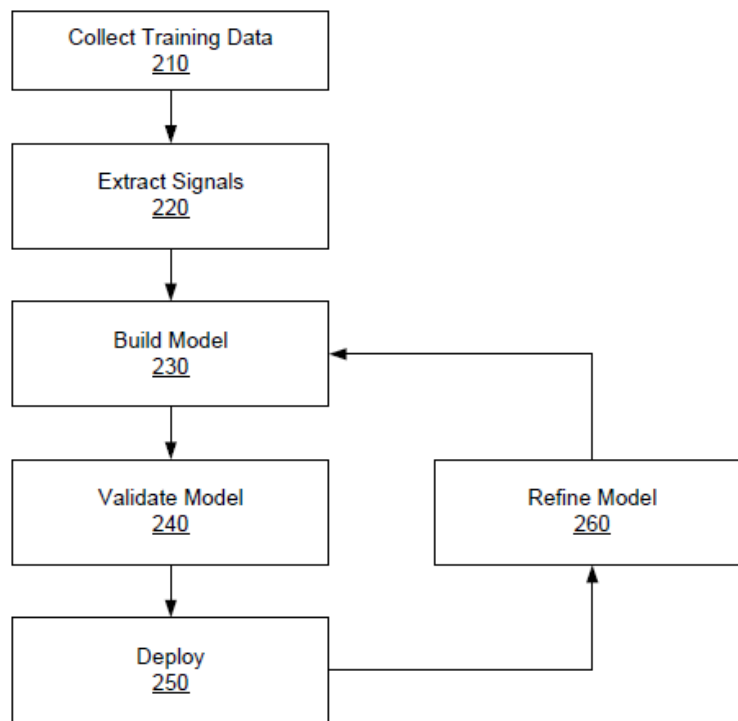 Collect Training Data
210
Extract Signals
220
Build Model
230
Validate Model
240
Refine Model
260
Deploy
250